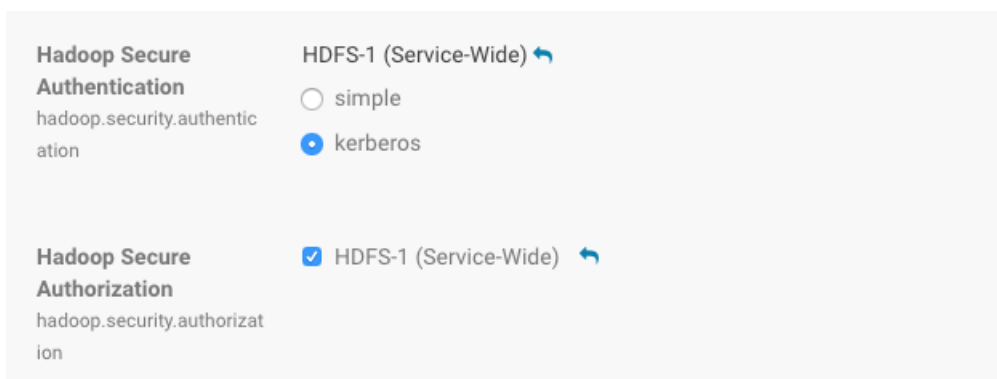 Hadoop Secure
Authentication
hadoop.security.authentic
ation
HDFS-1 (Service-Wide)
simple
kerberos
Hadoop Secure
Authorization
hadoop.security.authorizat
ion
HDFS-1 (Service-Wide)